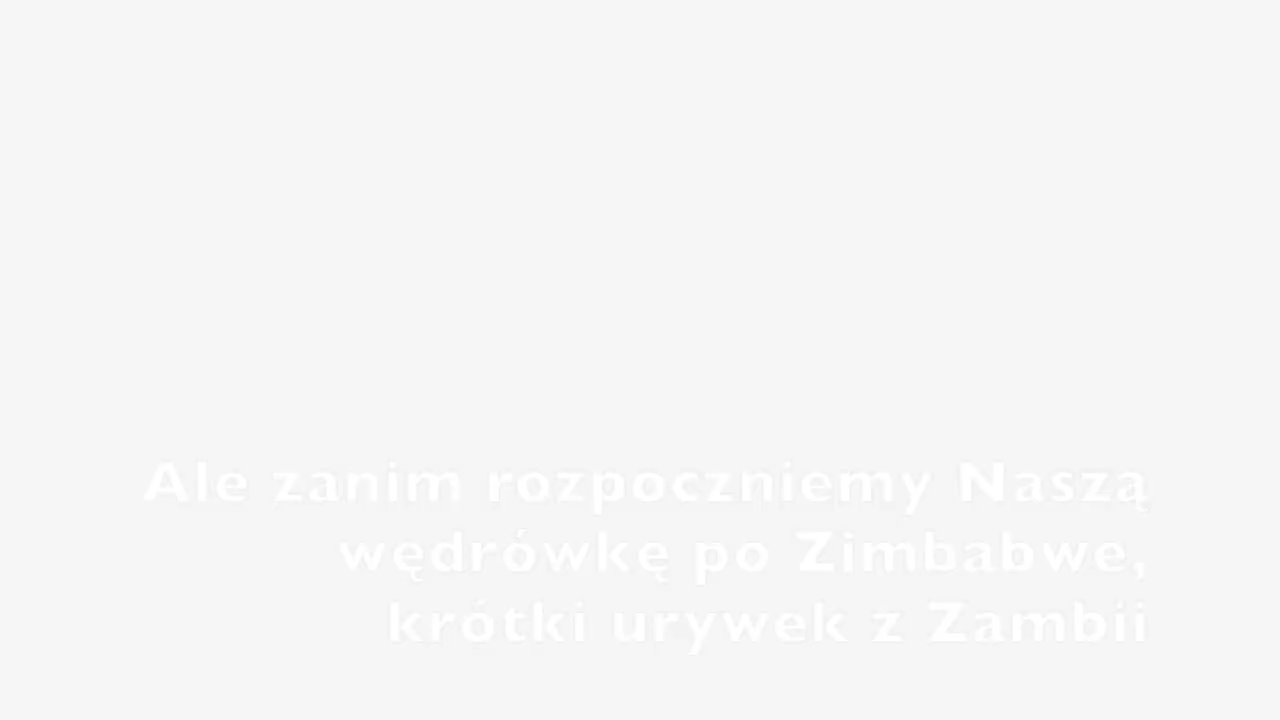 Ale zanim rozpoczniemy Naszą
wędrówkę po Zimbabwe,
krótki urywek z Zambii